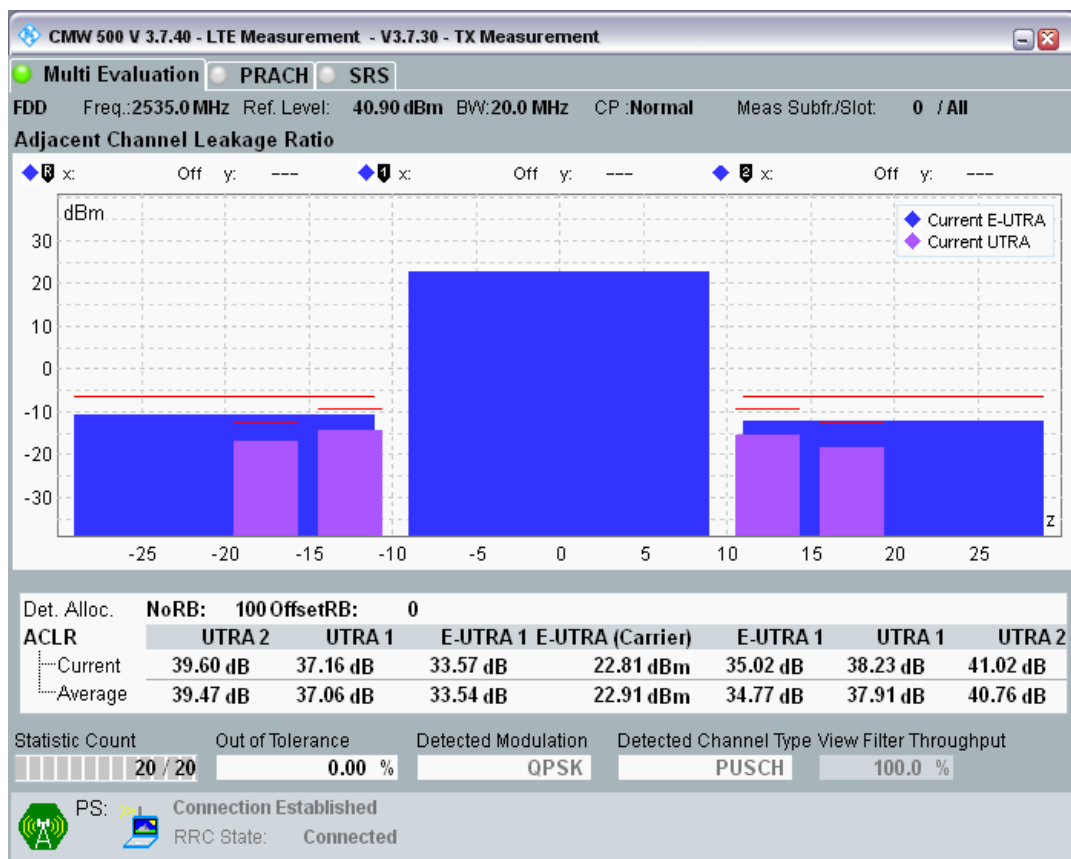 CMW 500 V 3.7.40 - LTE Measurement - V3.7.30 - TX Measurement
Multi Evaluation PRACH SRS
FDD Freq.:2535.0 MHz Ref. Level: 40.90 dBm BW:20.0 MHz CP :Normal Meas Subfr./Slot: 0 / All
Adjacent Channel Leakage Ratio
R x: Off y: --- 1 x: Off y: --- 2 x: Off y: ---
dBm
Current E-UTRA
Current UTRA
30
20
10
0
-10
-20
-30
z
-25 -20 -15 -10 -5 0 5 10 15 20 25
Det. Alloc. NoRB: 100 OffsetRB: 0
ACLR UTRA 2 UTRA 1 E-UTRA 1 E-UTRA (Carrier) E-UTRA 1 UTRA 1 UTRA 2
Current 39.60 dB 37.16 dB 33.57 dB 22.81 dBm 35.02 dB 38.23 dB 41.02 dB
Average 39.47 dB 37.06 dB 33.54 dB 22.91 dBm 34.77 dB 37.91 dB 40.76 dB
Statistic Count Out of Tolerance Detected Modulation Detected Channel Type View Filter Throughput
20 / 20 0.00 % QPSK PUSCH 100.0 %
PS: Connection Established
RRC State: Connected